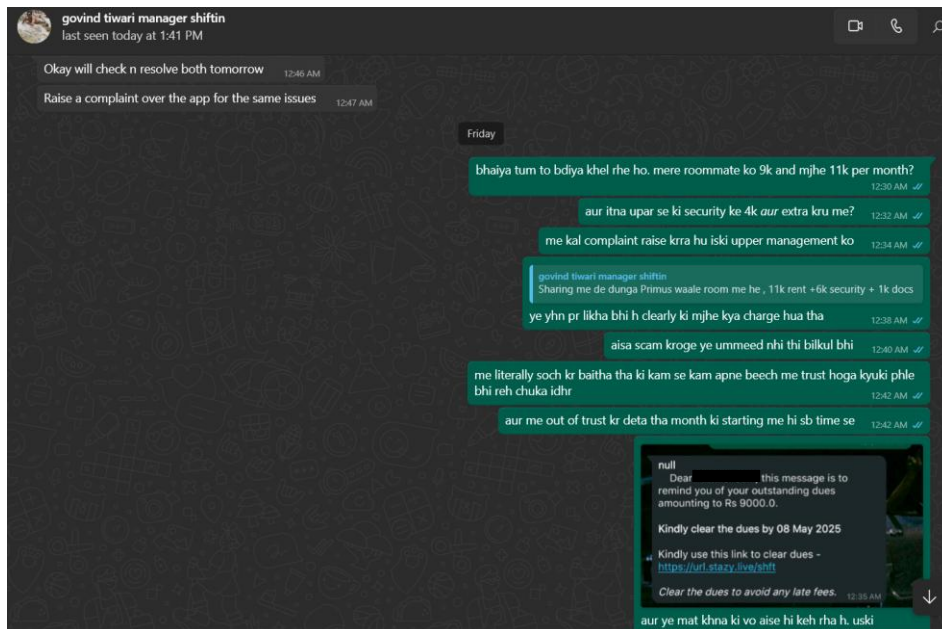 govind tiwari manager shiftin
last seen today at 1:41 PM
Okay will check n resolve both tomorrow 12:46 AM
Raise a complaint over the app for the same issues 12:47 AM
Friday
bhaiya tum to bdiya khel rhe ho. mere roommate ko 9k and mjhe 11k per month?
12:30 AM
aur itna upar se ki security ke 4k aur extra kru me? 12:32 AM
me kal complaint raise krra hu iski upper management ko 12:34 AM
govind tiwari manager shiftin
Sharing me de dunga Primus waale room me he , 11k rent +6k security + 1k docs
ye yhn pr likha bhi h clearly ki mjhe kya charge hua tha 12:38 AM
aisa scam kroge ye ummeed nhi thi bilkul bhi 12:40 AM
me literally soch kr baitha tha ki kam se kam apne beech me trust hoga kyuki phle
bhi reh chuka idhr 12:42 AM
aur me out of trust kr deta tha month ki starting me hi sb time se 12:42 AM
null
Dear , this message is to
remind you of your outstanding dues
amounting to Rs 9000.0.
Kindly clear the dues by 08 May 2025
Kindly use this link to clear dues -
https://url.stazy.live/shft
Clear the dues to avoid any late fees. 12:35 AM
aur ye mat khna ki vo aise hi keh rha h. uski